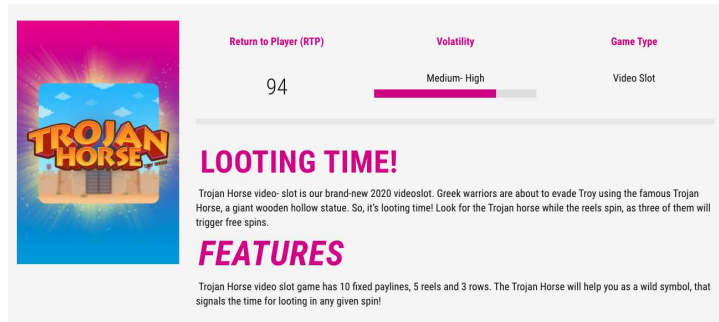 Return to Player (RTP)
Volatility
Game Type
94
Medium- High
Video Slot
TROJAN
HORSE
LOOTING TIME!
Trojan Horse video- slot is our brand-new 2020 videoslot. Greek warriors are about to evade Troy using the famous Trojan
Horse, a giant wooden hollow statue. So, it's looting time! Look for the Trojan horse while the reels spin, as three of them will
trigger free spins.
FEATURES
Trojan Horse video slot game has 10 fixed paylines, 5 reels and 3 rows. The Trojan Horse will help you as a wild symbol, that
signals the time for looting in any given spin!